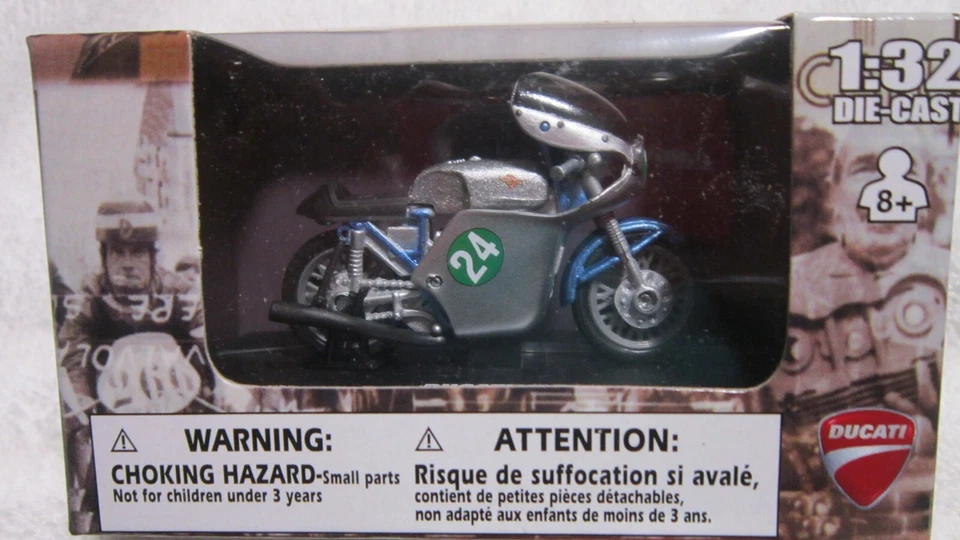 1:32
DIE-CAST
8+
24
DUCATI
WARNING:
CHOKING HAZARD-Small parts
Not for children under 3 years
ATTENTION:
Risque de suffocation si avalé,
contient de petites pièces détachables,
non adapté aux enfants de moins de 3 ans.